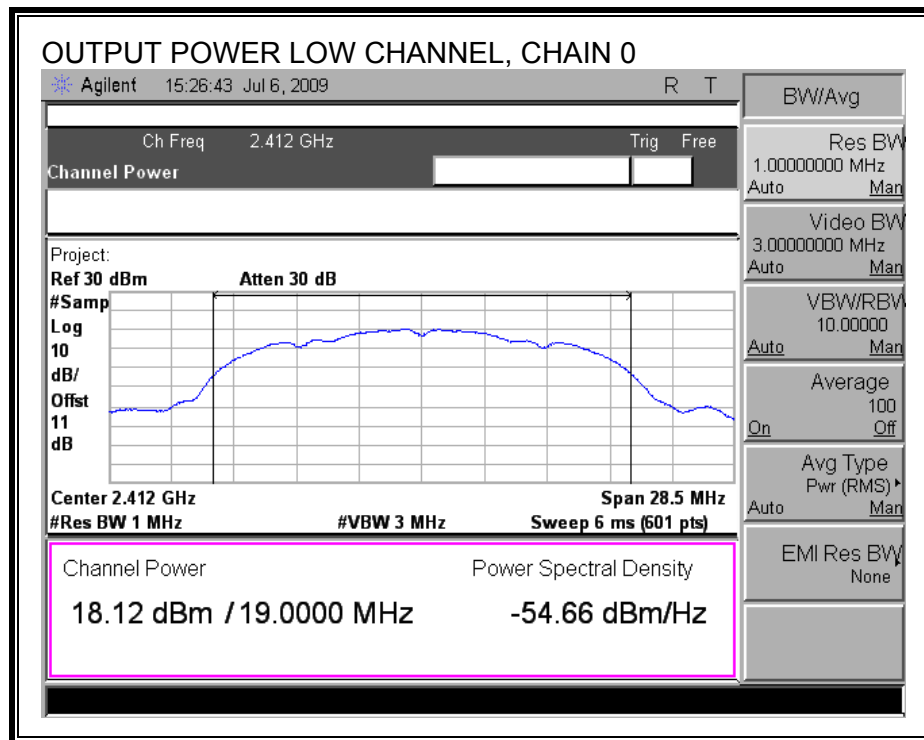 OUTPUT POWER LOW CHANNEL, CHAIN 0
Agilent 15:26:43 Jul 6, 2009 R T
Ch Freq 2.412 GHz Trig Free
Channel Power
Project:
Ref 30 dBm Atten 30 dB
#Samp
Log
10
dB/
Offst
11
dB
Center 2.412 GHz Span 28.5 MHz
#Res BW 1 MHz #VBW 3 MHz Sweep 6 ms (601 pts)
Channel Power Power Spectral Density
18.12 dBm / 19.0000 MHz -54.66 dBm/Hz
BW/Avg
Res BW
1.00000000 MHz
Auto Man
Video BW
3.00000000 MHz
Auto Man
VBW/RBW
10.00000
Auto Man
Average
100
On Off
Avg Type
Pwr (RMS)
Auto Man
EMI Res BW
None